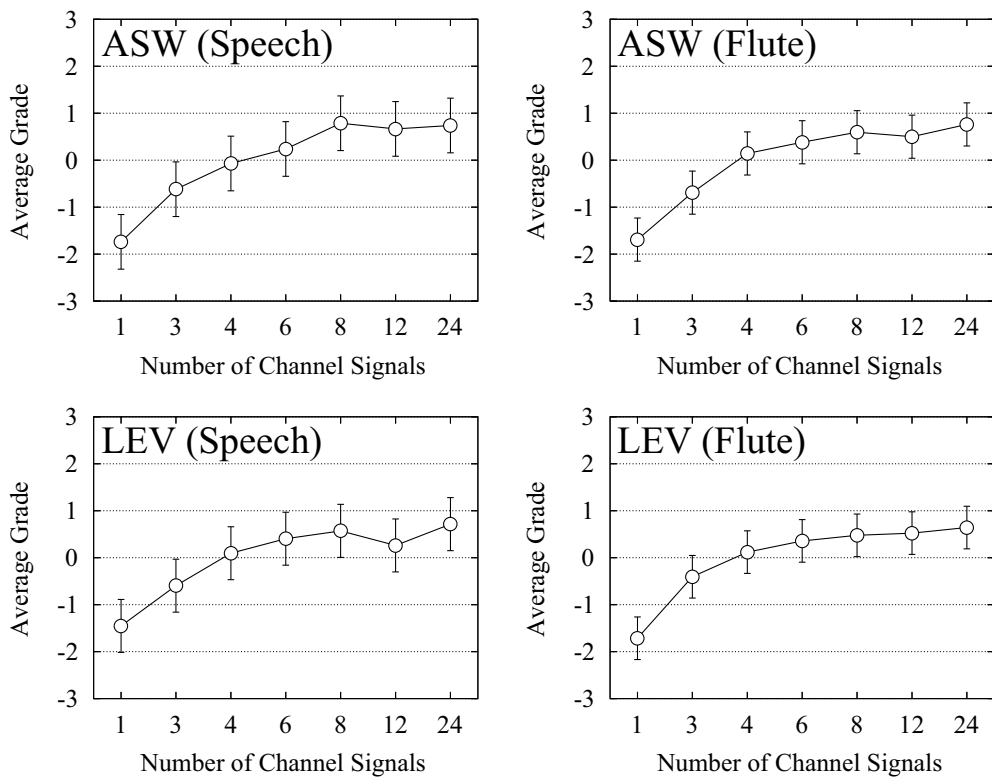 ASW (Speech)
3
2
1
0
-1
-2
-3
Average Grade
1 3 4 6 8 12 24
Number of Channel Signals
ASW (Flute)
3
2
1
0
-1
-2
-3
Average Grade
1 3 4 6 8 12 24
Number of Channel Signals
LEV (Speech)
3
2
1
0
-1
-2
-3
Average Grade
1 3 4 6 8 12 24
Number of Channel Signals
LEV (Flute)
3
2
1
0
-1
-2
-3
Average Grade
1 3 4 6 8 12 24
Number of Channel Signals